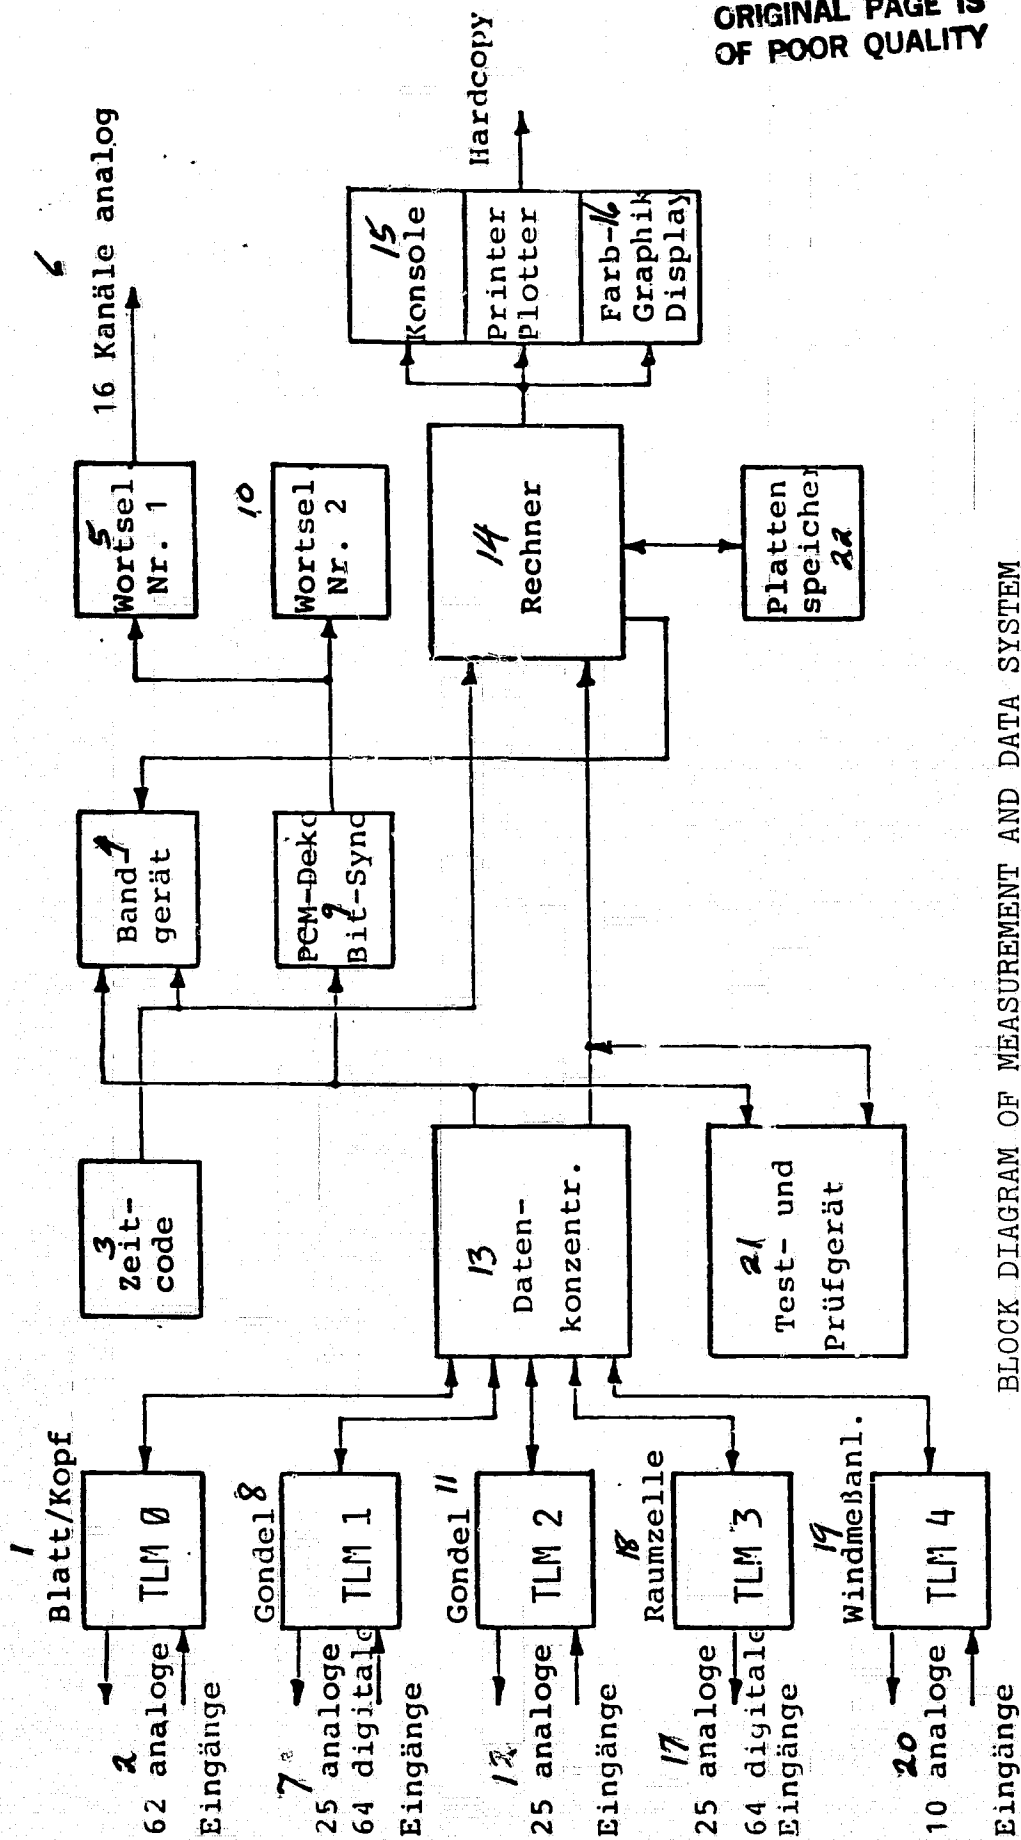 ORIGINAL PAGE IS
OF POOR QUALITY
1
Blatt/Kopf
TLM 0
2
62 analoge
Eingänge
Gondel 8
TLM 1
7
25 analoge
64 digitale
Eingänge
Gondel 11
TLM 2
12
25 analoge
Eingänge
18
Raumzelle
TLM 3
17
25 analoge
64 digitale
Eingänge
19
Windmeßanl.
TLM 4
20
10 analoge
Eingänge
3
Zeit-
code
13
Daten-
konzentr.
21
Test- und
Prüfgerät
Band-4
gerät
PCM-Deko
9
Bit-Sync
5
Wortsel.
Nr. 1
6
16 Kanäle analog
10
Wortsel.
Nr. 2
14
Rechner
Platten
speicher
22
15
Konsole
Printer
Plotter
Farb-16
Graphik
Display
Hardcopy
BLOCK DIAGRAM OF MEASUREMENT AND DATA SYSTEM